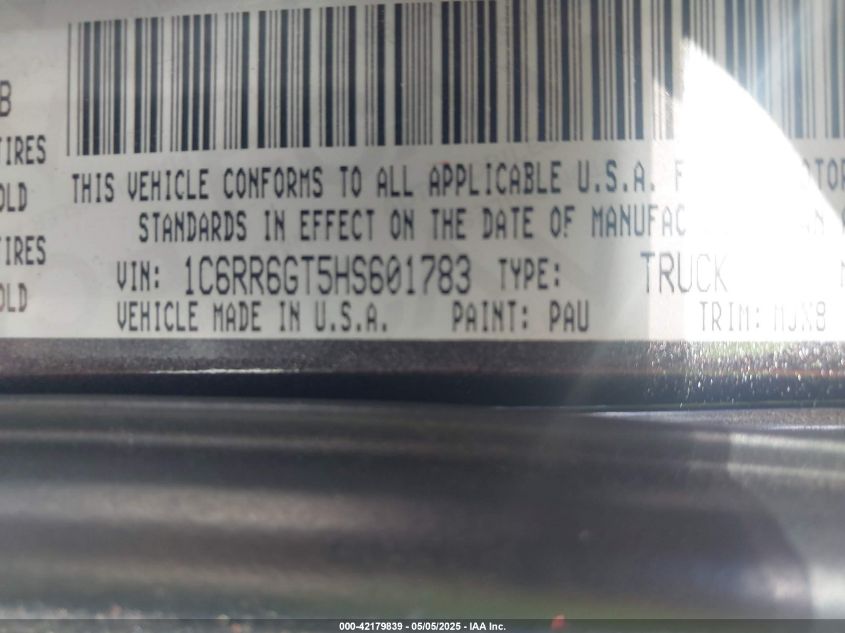 B
TIRES
THIS VEHICLE CONFORMS TO ALL APPLICABLE U.S.A.
OLD
STANDARDS IN EFFECT ON THE DATE OF
TIRES
VIN: 1C6RR6GT5HS601783 TYPE: TRUCK
OLD
VEHICLE MADE IN U.S.A. PAINT: PAU TRIM:
000-42179839 - 05/05/2025 - IAA Inc.